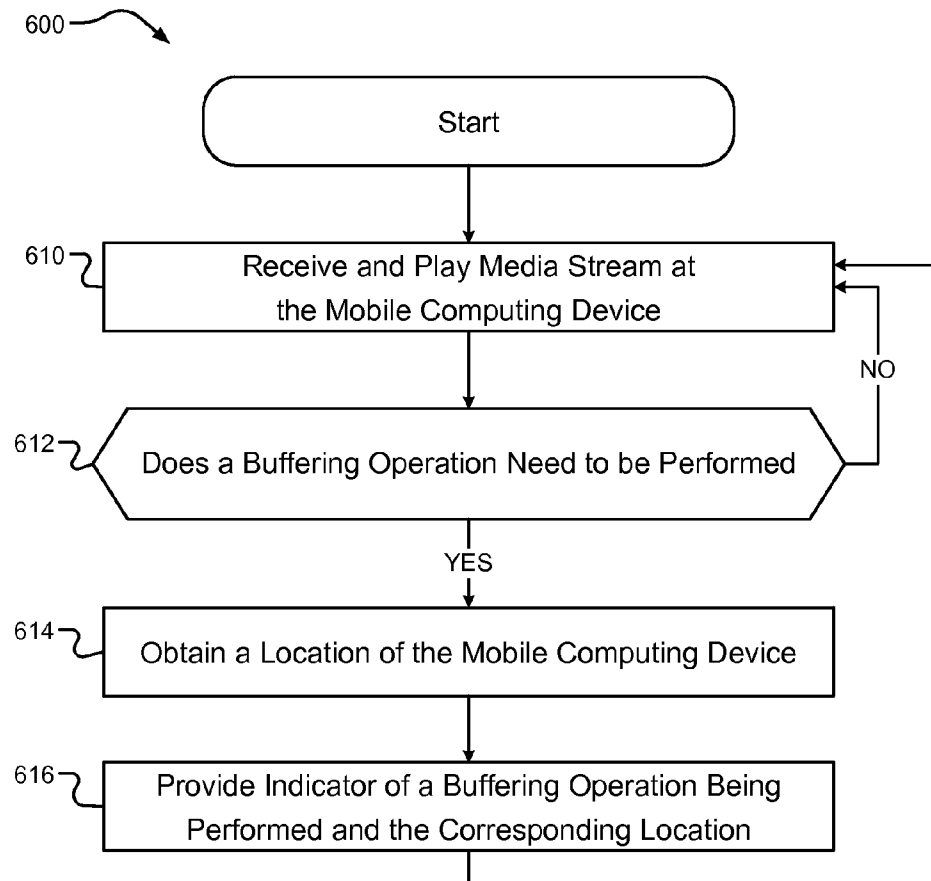 600
Start
610
Receive and Play Media Stream at
the Mobile Computing Device
NO
612
Does a Buffering Operation Need to be Performed
YES
614
Obtain a Location of the Mobile Computing Device
616
Provide Indicator of a Buffering Operation Being
Performed and the Corresponding Location